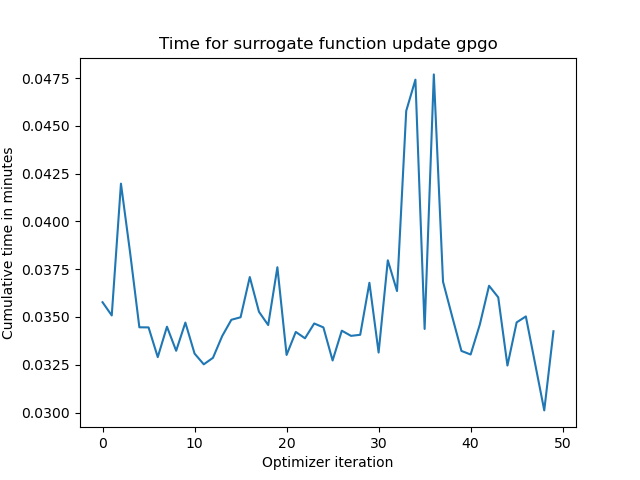 Time for surrogate function update gpgo
0.0475
0.0450
0.0425
0.0400
0.0375
0.0350
0.0325
0.0300
Cumulative time in minutes
0 10 20 30 40 50
Optimizer iteration